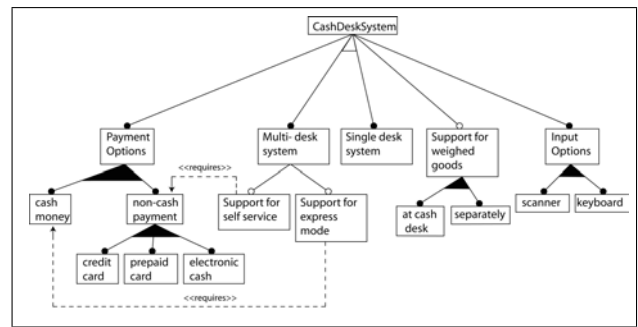 CashDeskSystem
Payment
Options
Multi- desk
system
Single desk
system
Support for
weighed
goods
Input
Options
<<requires>>
cash
money
non-cash
payment
Support for
self service
Support for
express
mode
at cash
desk
separately
scanner
keyboard
credit
card
prepaid
card
electronic
cash
<<requires>>